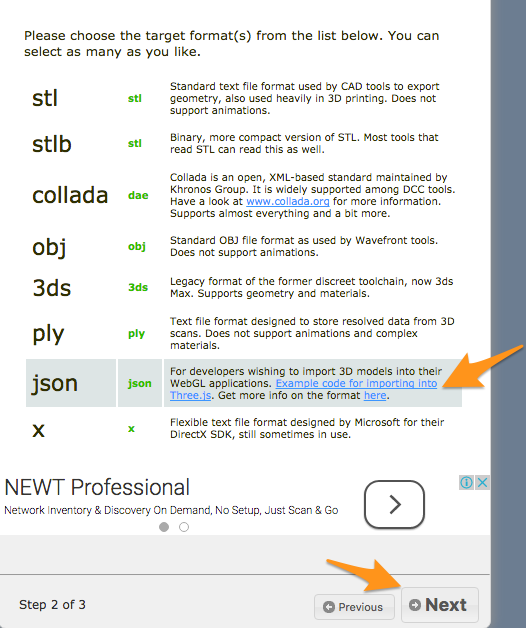 Please choose the target format(s) from the list below. You can
select as many as you like.
stl stl Standard text file format used by CAD tools to export
geometry, also used heavily in 3D printing. Does not
support animations.
stlb stl Binary, more compact version of STL. Most tools that
read STL can read this as well.
collada dae Collada is an open, XML-based standard maintained by
Khronos Group. It is widely supported among DCC tools.
Have a look at www.collada.org for more information.
Supports almost everything and a bit more.
obj obj Standard OBJ file format as used by Wavefront tools.
Does not support animations.
3ds 3ds Legacy format of the former discreet toolchain, now 3ds
Max. Supports geometry and materials.
ply ply Text file format designed to store resolved data from 3D
scans. Does not support animations and complex
materials.
json json For developers wishing to import 3D models into their
WebGL applications. Example code for importing into
Three.js. Get more info on the format here.
x x Flexible text file format designed by Microsoft for their
DirectX SDK, still sometimes in use.
NEWT Professional
Network Inventory & Discovery On Demand, No Setup, Just Scan & Go
Step 2 of 3 Previous Next